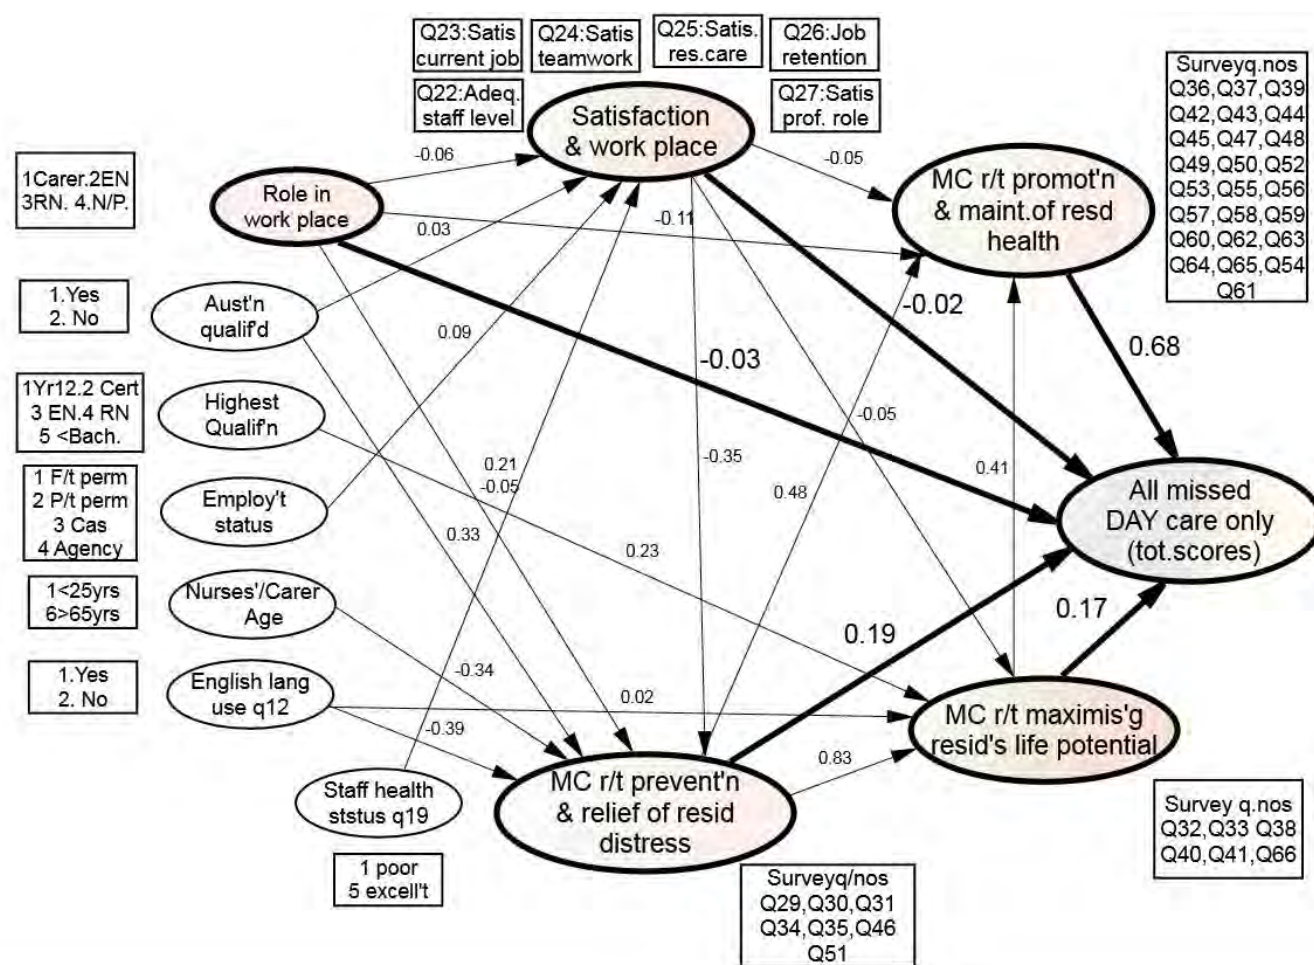 Q23:Satis
current job
Q24:Satis
teamwork
Q25:Satis.
res.care
Q26:Job
retention
Q22:Adeq.
staff level
Satisfaction
& work place
Q27:Satis
prof. role
Surveyq.nos
Q36,Q37,Q39
Q42,Q43,Q44
Q45,Q47,Q48
Q49,Q50,Q52
Q53,Q55,Q56
Q57,Q58,Q59
Q60,Q62,Q63
Q64,Q65,Q54
Q61
1Carer.2EN
3RN. 4.N/P.
Role in
work place
-0.06
-0.05
MC r/t promot'n
& maint.of resd
health
0.03
-0.11
1.Yes
2. No
Aust'n
qualif'd
0.09
-0.03
-0.02
0.68
1Yr12.2 Cert
3 EN.4 RN
5 <Bach.
Highest
Qualif'n
-0.05
0.21
-0.05
-0.35
0.41
0.48
1 F/t perm
2 P/t perm
3 Cas
4 Agency
Employ't
status
0.33
0.23
All missed
DAY care only
(tot.scores)
1<25yrs
6>65yrs
Nurses'/Carer
Age
0.19
0.17
-0.34
1.Yes
2. No
English lang
use q12
0.02
-0.39
MC r/t maximis'g
resid's life potential
0.83
Staff health
ststus q19
MC r/t prevent'n
& relief of resid
distress
1 poor
5 excell't
Survey q.nos
Q32,Q33 Q38
Q40,Q41,Q66
Surveyq/nos
Q29,Q30,Q31
Q34,Q35,Q46
Q51